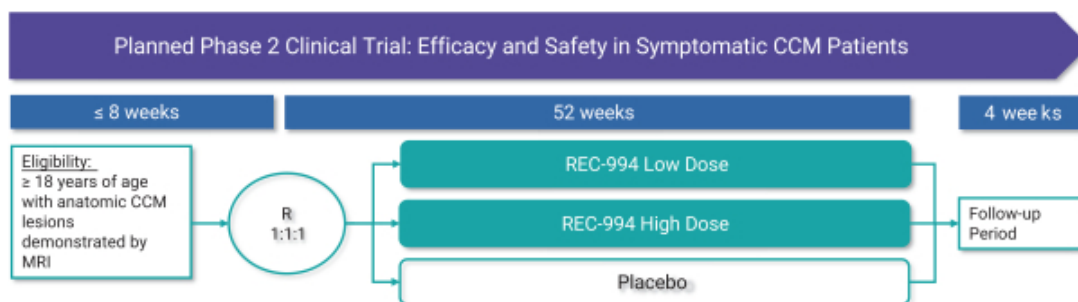 Planned Phase 2 Clinical Trial: Efficacy and Safety in Symptomatic CCM Patients
≤ 8 weeks
52 weeks
4 weeks
Eligibility:
≥ 18 years of age
with anatomic CCM
lesions
demonstrated by
MRI
R
1:1:1
REC-994 Low Dose
REC-994 High Dose
Placebo
Follow-up
Period